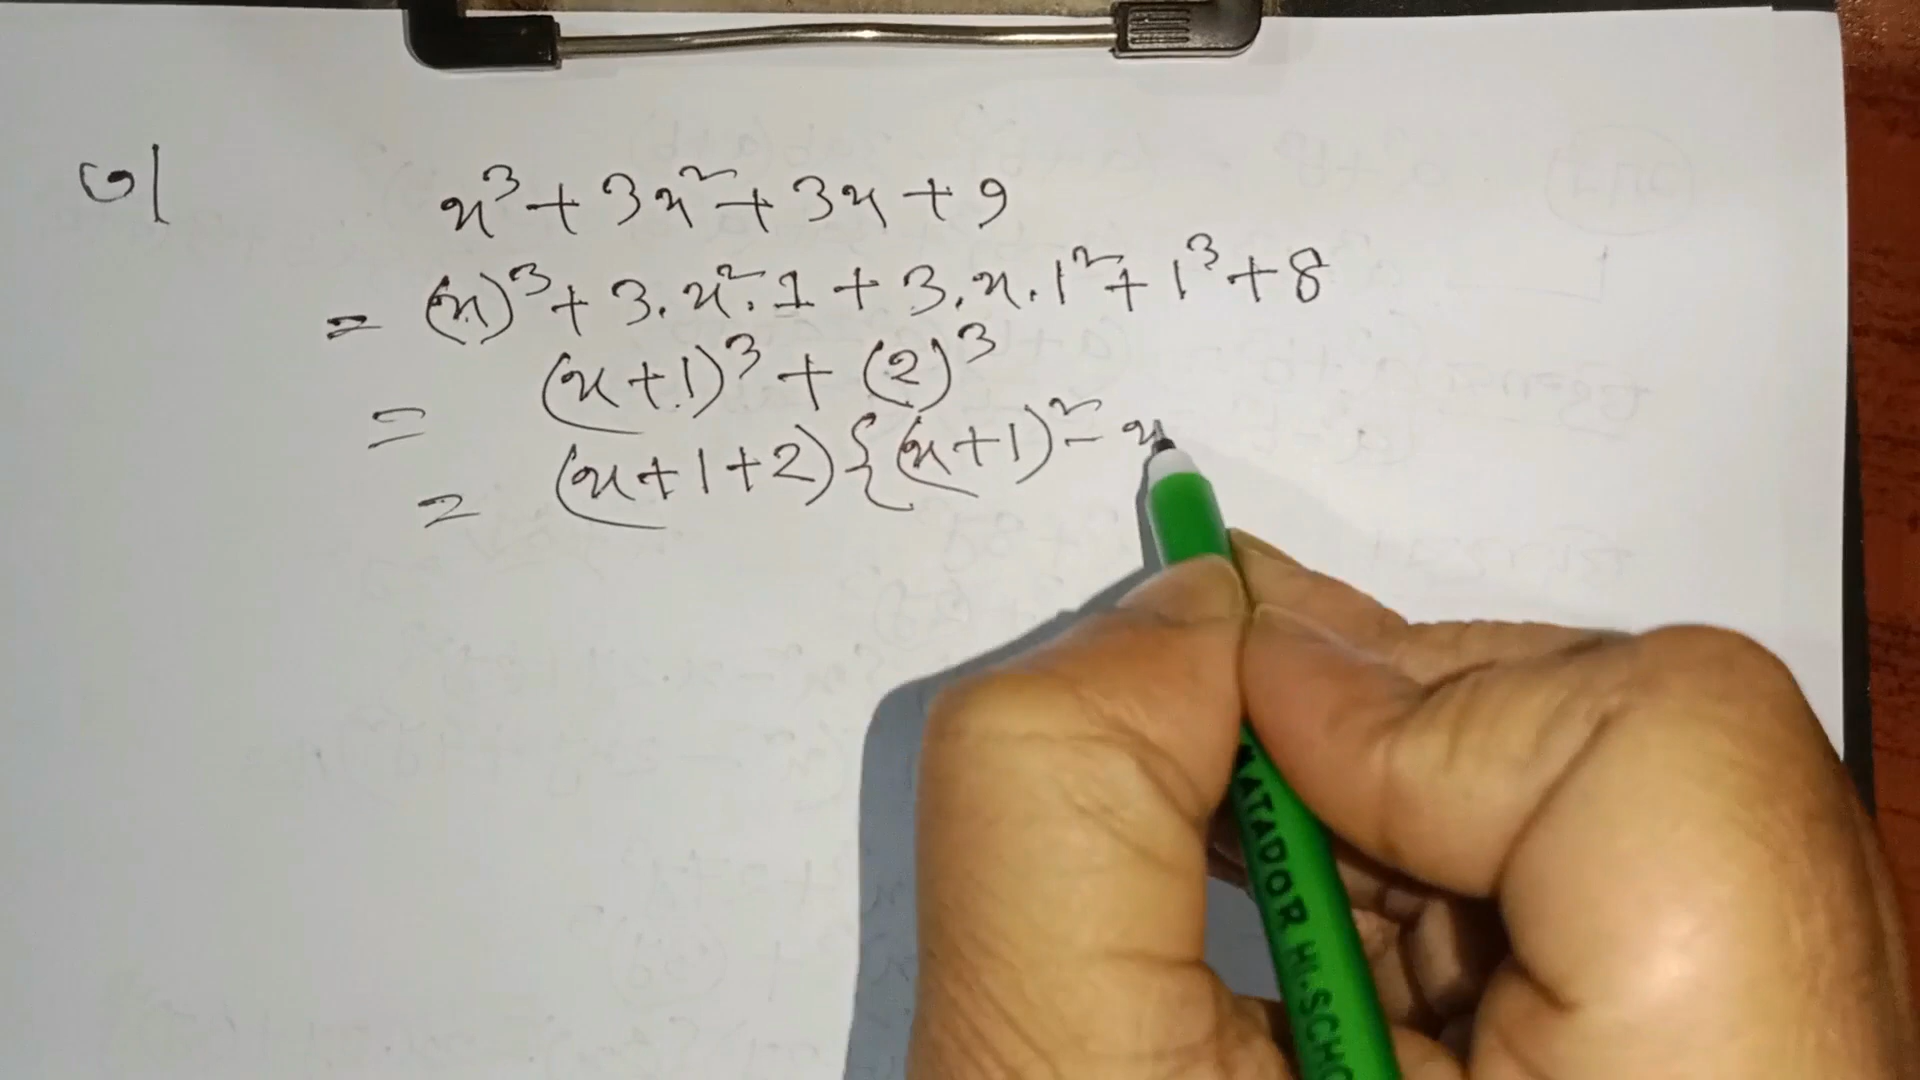 ৩| x³ + 3x² + 3x + 9
= (x)³ + 3.x².1 + 3.x.1² + 1³ + 8
= (x+1)³ + (2)³
= (x+1+2){(x+1)² - x
MATADOR HI-SCHO